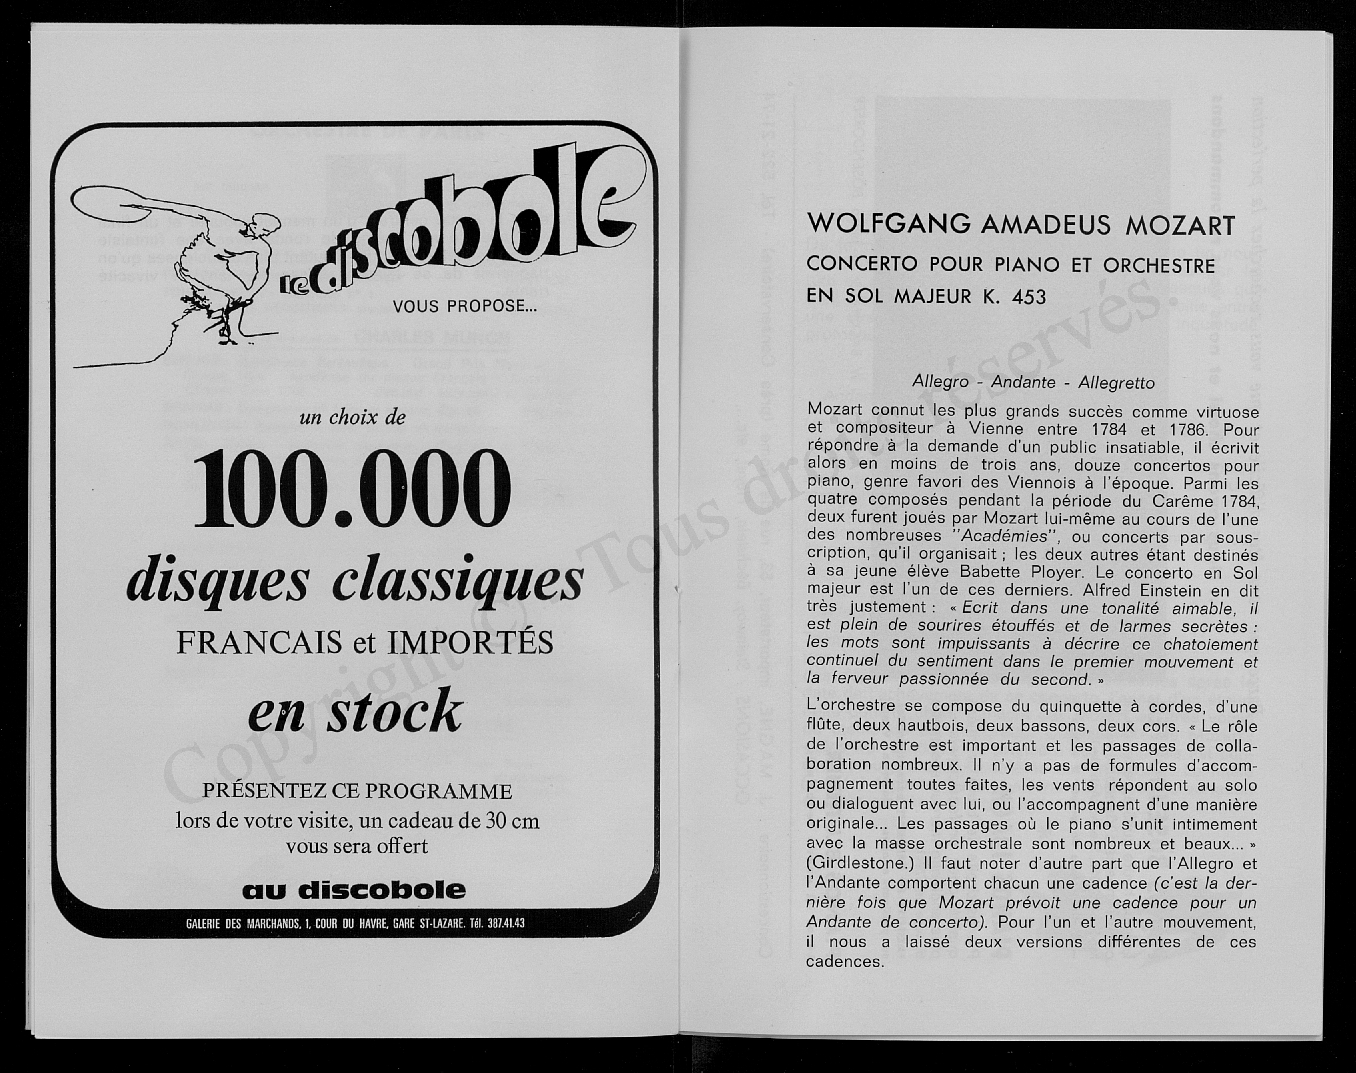 le discobole
VOUS PROPOSE...
un choix de
100.000
disques classiques
FRANCAIS et IMPORTÉS
en stock
PRÉSENTEZ CE PROGRAMME
lors de votre visite, un cadeau de 30 cm
vous sera offert
au discobole
GALERIE DES MARCHANDS, 1, COUR DU HAVRE, GARE ST-LAZARE. Tél. 387.41.43
WOLFGANG AMADEUS MOZART
CONCERTO POUR PIANO ET ORCHESTRE
EN SOL MAJEUR K. 453
Allegro - Andante - Allegretto
Mozart connut les plus grands succès comme virtuose
et compositeur à Vienne entre 1784 et 1786. Pour
répondre à la demande d'un public insatiable, il écrivit
alors en moins de trois ans, douze concertos pour
piano, genre favori des Viennois à l'époque. Parmi les
quatre composés pendant la période du Carême 1784,
deux furent joués par Mozart lui-même au cours de l'une
des nombreuses "Académies", ou concerts par sous-
cription, qu'il organisait ; les deux autres étant destinés
à sa jeune élève Babette Ployer. Le concerto en Sol
majeur est l'un de ces derniers. Alfred Einstein en dit
très justement : « Ecrit dans une tonalité aimable, il
est plein de sourires étouffés et de larmes secrètes :
les mots sont impuissants à décrire ce chatoiement
continuel du sentiment dans le premier mouvement et
la ferveur passionnée du second. »
L'orchestre se compose du quinquette à cordes, d'une
flûte, deux hautbois, deux bassons, deux cors. « Le rôle
de l'orchestre est important et les passages de colla-
boration nombreux. Il n'y a pas de formules d'accom-
pagnement toutes faites, les vents répondent au solo
ou dialoguent avec lui, ou l'accompagnent d'une manière
originale... Les passages où le piano s'unit intimement
avec la masse orchestrale sont nombreux et beaux... »
(Girdlestone.) Il faut noter d'autre part que l'Allegro et
l'Andante comportent chacun une cadence (c'est la der-
nière fois que Mozart prévoit une cadence pour un
Andante de concerto). Pour l'un et l'autre mouvement,
il nous a laissé deux versions différentes de ces
cadences.
Copyright © - Tous droits réservés.